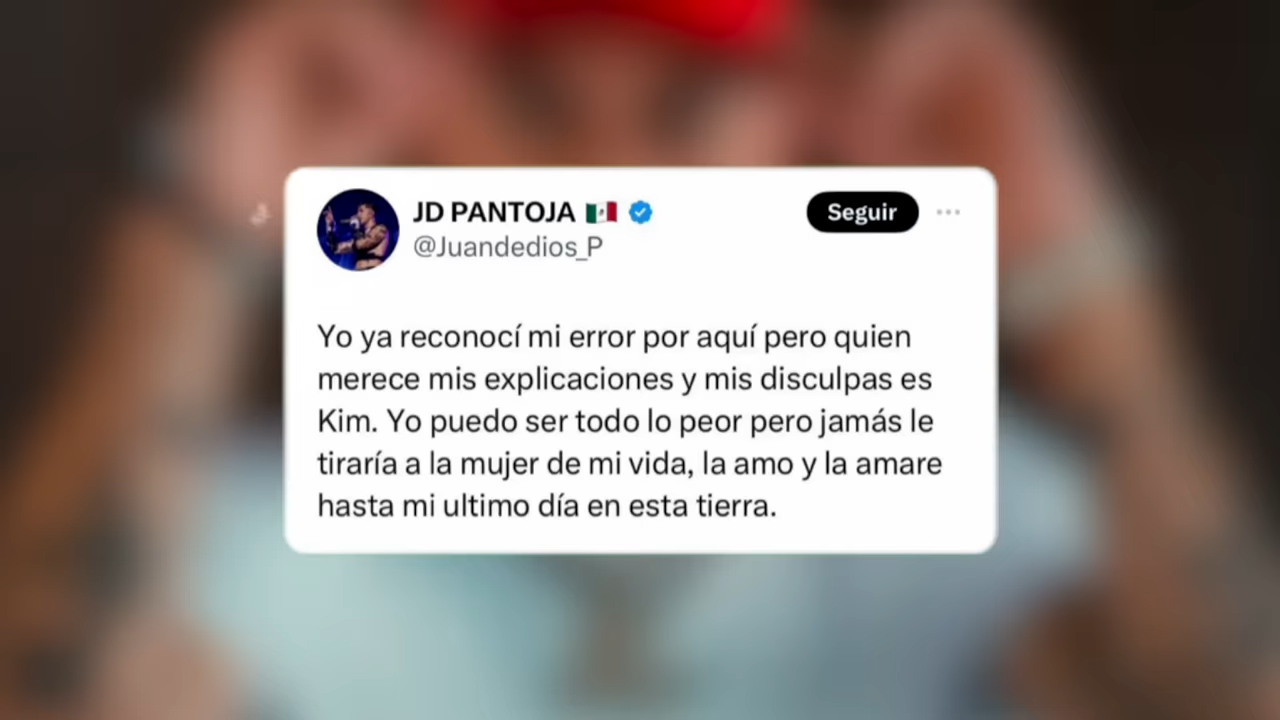 JD PANTOJA 🇲🇽
@Juandedios_P
Seguir
Yo ya reconocí mi error por aquí pero quien
merece mis explicaciones y mis disculpas es
Kim. Yo puedo ser todo lo peor pero jamás le
tiraría a la mujer de mi vida, la amo y la amare
hasta mi ultimo día en esta tierra.